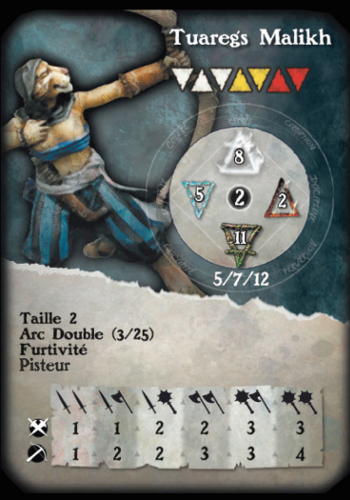 Tuaregs Malikh
8
5
2
2
11
5/7/12
Taille 2
Arc Double (3/25)
Furtivité
Pisteur
1 1 2 2 3 3
1 2 2 3 3 4